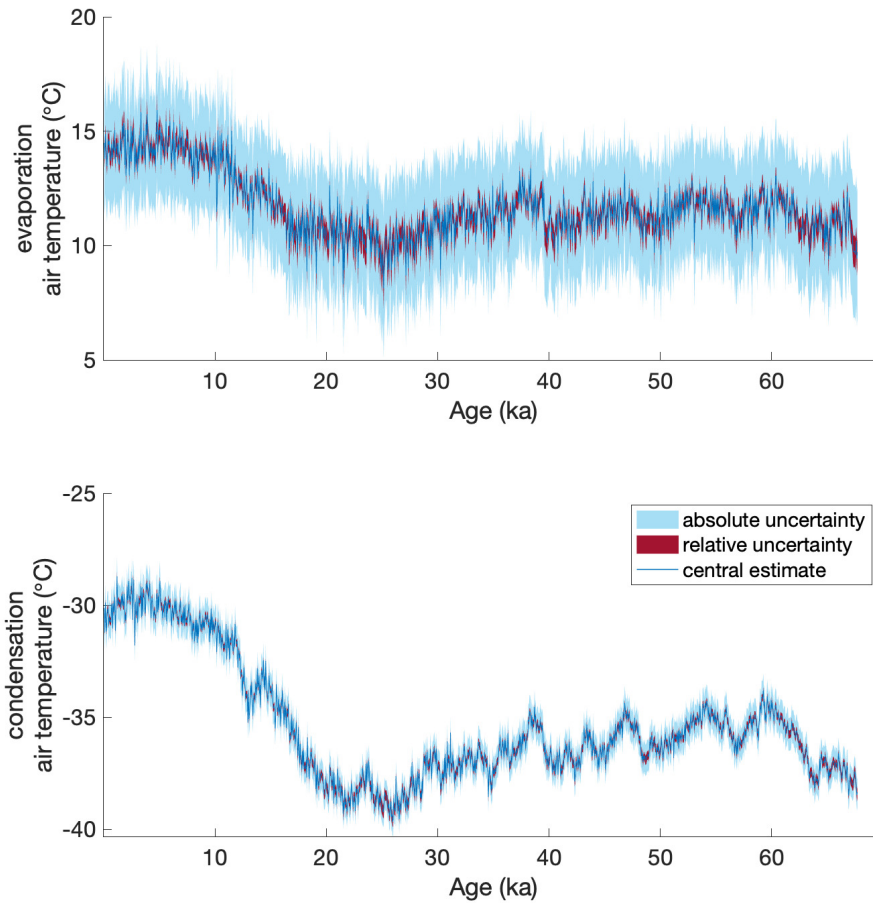 20
15
10
5
evaporation
air temperature (°C)
10 20 30 40 50 60
Age (ka)
-25
-30
-35
-40
condensation
air temperature (°C)
absolute uncertainty
relative uncertainty
central estimate
10 20 30 40 50 60
Age (ka)